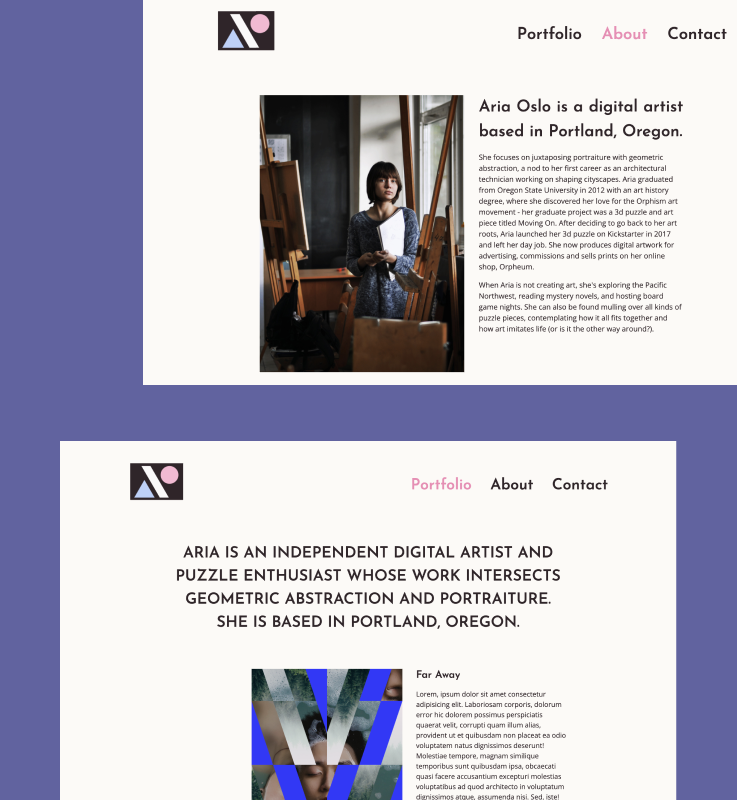 Portfolio About Contact
Aria Oslo is a digital artist
based in Portland, Oregon.
She focuses on juxtaposing portraiture with geometric
abstraction, a nod to her first career as an architectural
technician working on shaping cityscapes. Aria graduated
from Oregon State University in 2012 with an art history
degree, where she discovered her love for the Orphism art
movement - her graduate project was a 3d puzzle and art
piece titled Moving On. After deciding to go back to her art
roots, Aria launched her 3d puzzle on Kickstarter in 2017
and left her day job. She now produces digital artwork for
advertising, commissions and sells prints on her online
shop, Orpheum.
When Aria is not creating art, she's exploring the Pacific
Northwest, reading mystery novels, and hosting board
game nights. She can also be found mulling over all kinds of
puzzle pieces, contemplating how it all fits together and
how art imitates life (or is it the other way around?).
Portfolio About Contact
ARIA IS AN INDEPENDENT DIGITAL ARTIST AND
PUZZLE ENTHUSIAST WHOSE WORK INTERSECTS
GEOMETRIC ABSTRACTION AND PORTRAITURE.
SHE IS BASED IN PORTLAND, OREGON.
Far Away
Lorem, ipsum dolor sit amet consectetur
adipisicing elit. Laboriosam corporis, dolorum
error hic dolorem possimus perspiciatis
quaerat velit, corrupti quam illum alias,
provident ut et quibusdam non placeat ea odio
voluptatem natus dignissimos deserunt!
Molestiae tempore, magnam similique
temporibus sunt quibusdam ipsa, obcaecati
quasi facere accusantium excepturi molestias
voluptatibus ad quod architecto in voluptatum
dignissimos atque, assumenda nisi. Sed, iste!